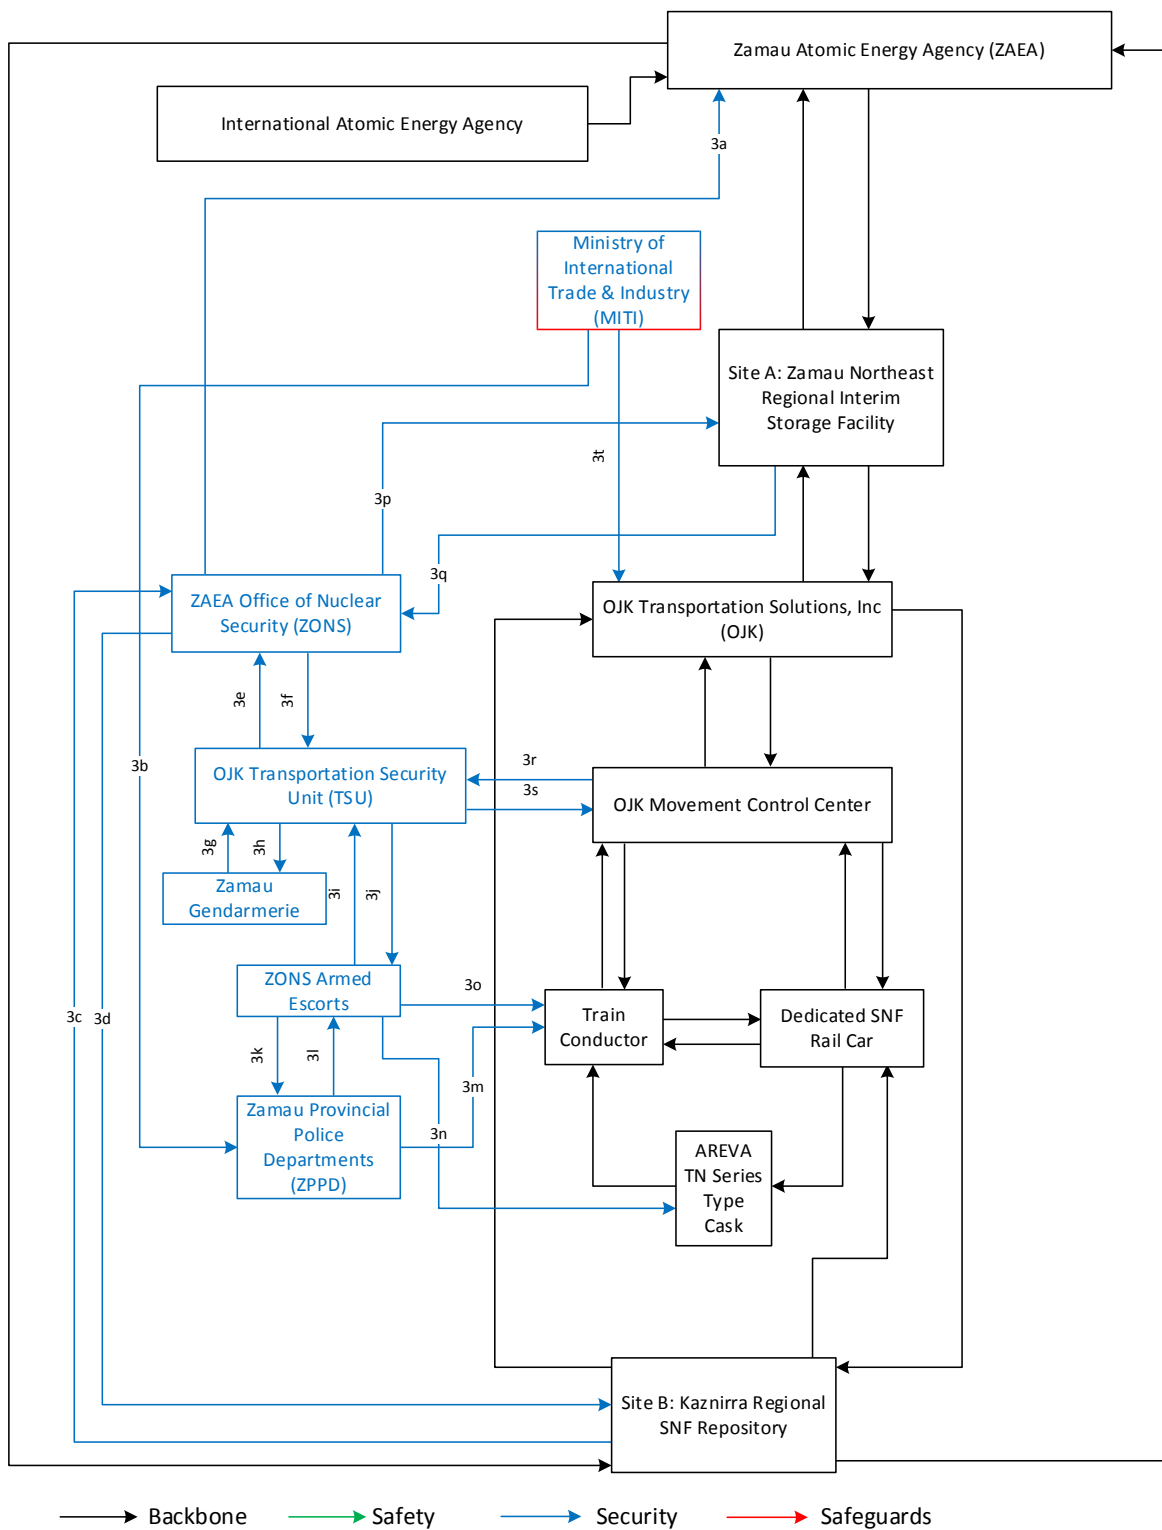 Zamau Atomic Energy Agency (ZAEA)
International Atomic Energy Agency
3a
Ministry of
International
Trade & Industry
(MITI)
Site A: Zamau Northeast
Regional Interim
Storage Facility
3t
3p
3q
ZAEA Office of Nuclear
Security (ZONS)
OJK Transportation Solutions, Inc
(OJK)
3e
3f
3b
OJK Transportation Security
Unit (TSU)
3r
3s
OJK Movement Control Center
3g
3h
3i
3j
Zamau
Gendarmerie
ZONS Armed
Escorts
3o
Train
Conductor
Dedicated SNF
Rail Car
3c
3d
3k
3l
3m
Zamau Provincial
Police
Departments
(ZPPD)
3n
AREVA
TN Series
Type
Cask
Site B: Kaznirra Regional
SNF Repository
Backbone
Safety
Security
Safeguards